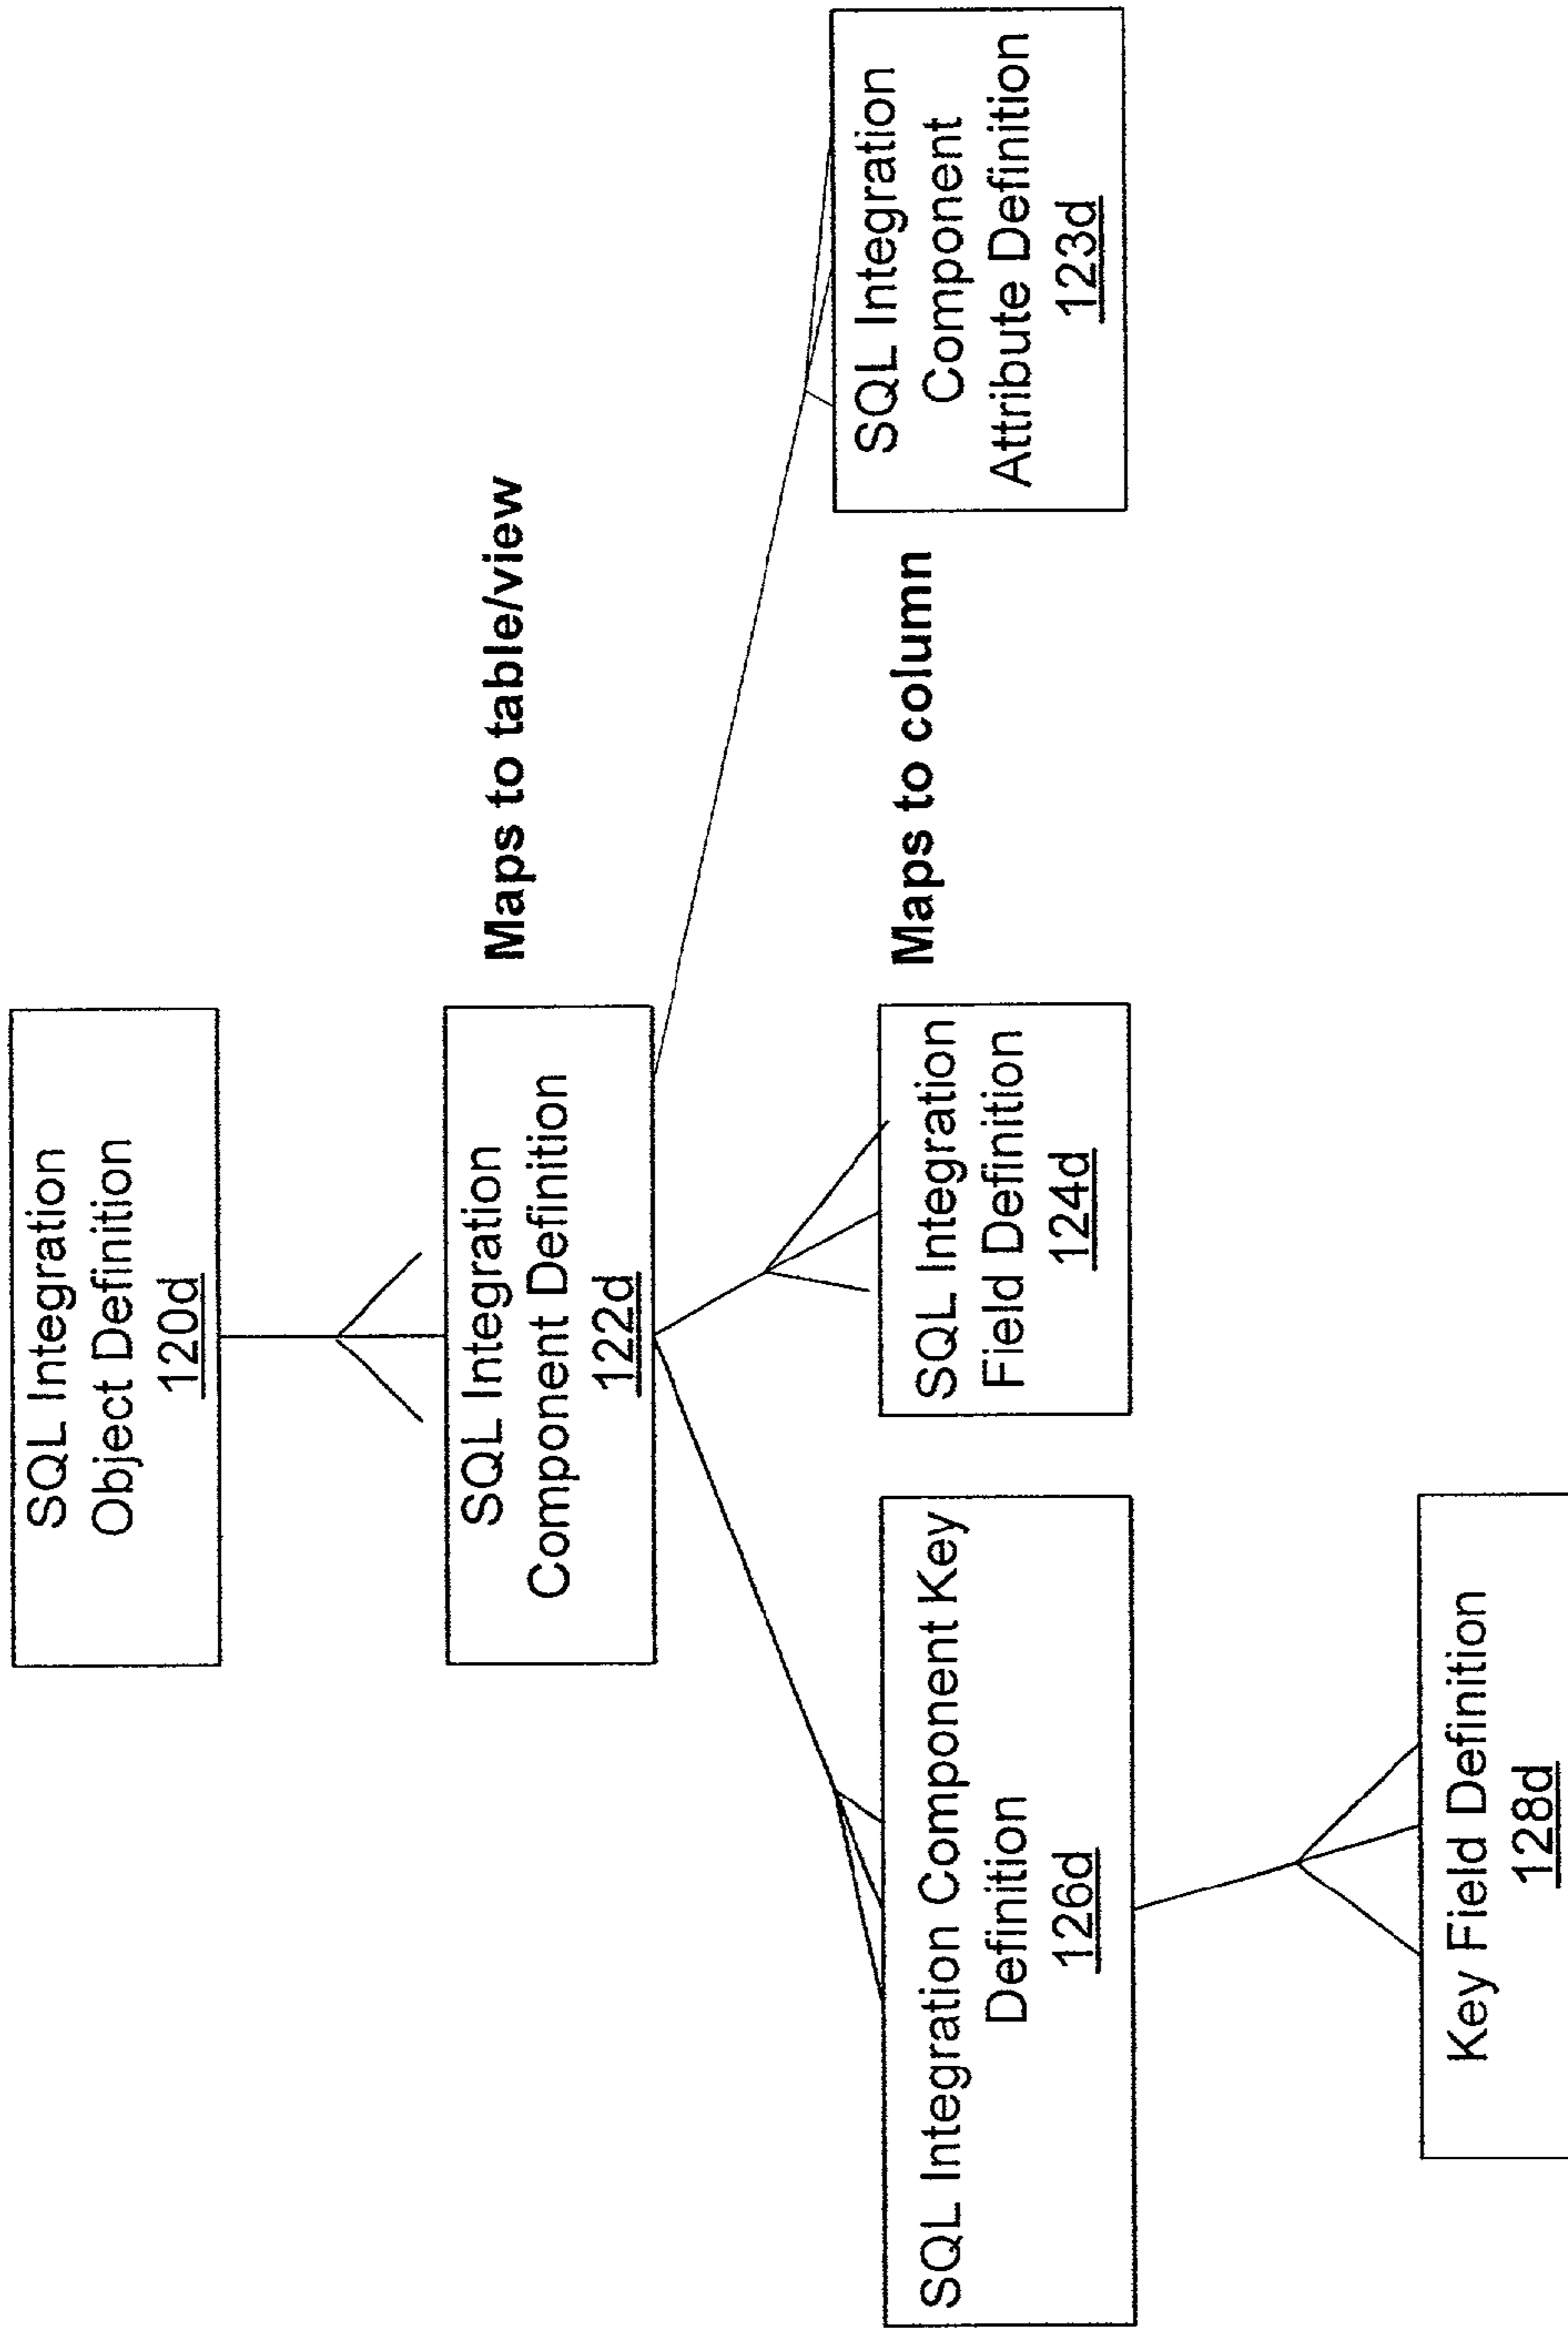 SQL Integration
Object Definition
120d
SQL Integration
Component Definition
122d
Maps to table/view
SQL Integration Component Key
Definition
126d
SQL Integration
Field Definition
124d
Maps to column
SQL Integration
Component
Attribute Definition
123d
Key Field Definition
128d